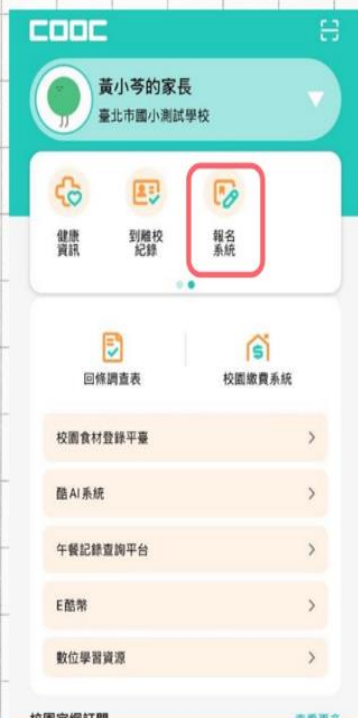 COOC
黃小芩的家長
臺北市國小測試學校
健康
資訊
到離校
紀錄
報名
系統
回條調查表
校園繳費系統
校園食材登錄平臺
酷AI系統
午餐記錄查詢平台
E酷幣
數位學習資源